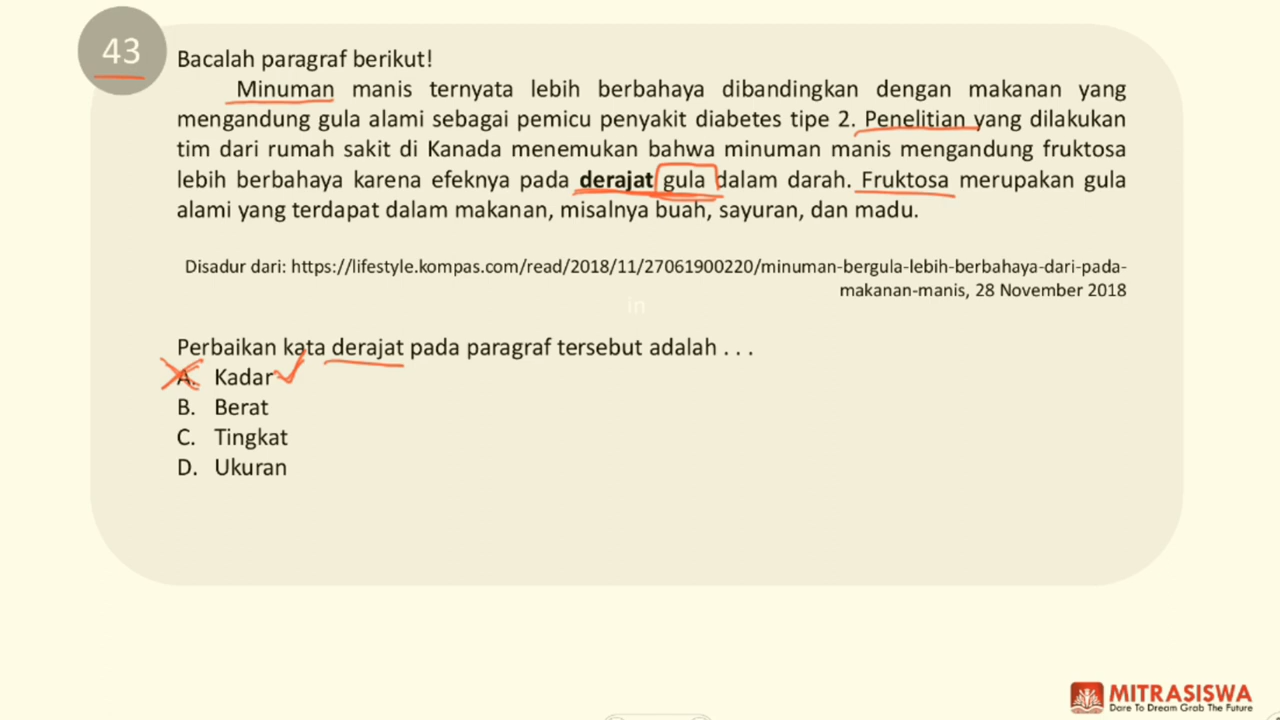 43
Bacalah paragraf berikut!
Minuman manis ternyata lebih berbahaya dibandingkan dengan makanan yang
mengandung gula alami sebagai pemicu penyakit diabetes tipe 2. Penelitian yang dilakukan
tim dari rumah sakit di Kanada menemukan bahwa minuman manis mengandung fruktosa
lebih berbahaya karena efeknya pada derajat gula dalam darah. Fruktosa merupakan gula
alami yang terdapat dalam makanan, misalnya buah, sayuran, dan madu.
Disadur dari: https://lifestyle.kompas.com/read/2018/11/27061900220/minuman-bergula-lebih-berbahaya-dari-pada-
makanan-manis, 28 November 2018
in
Perbaikan kata derajat pada paragraf tersebut adalah . . .
A. Kadar
B. Berat
C. Tingkat
D. Ukuran
MITRASISWA
Dare To Dream Grab The Future